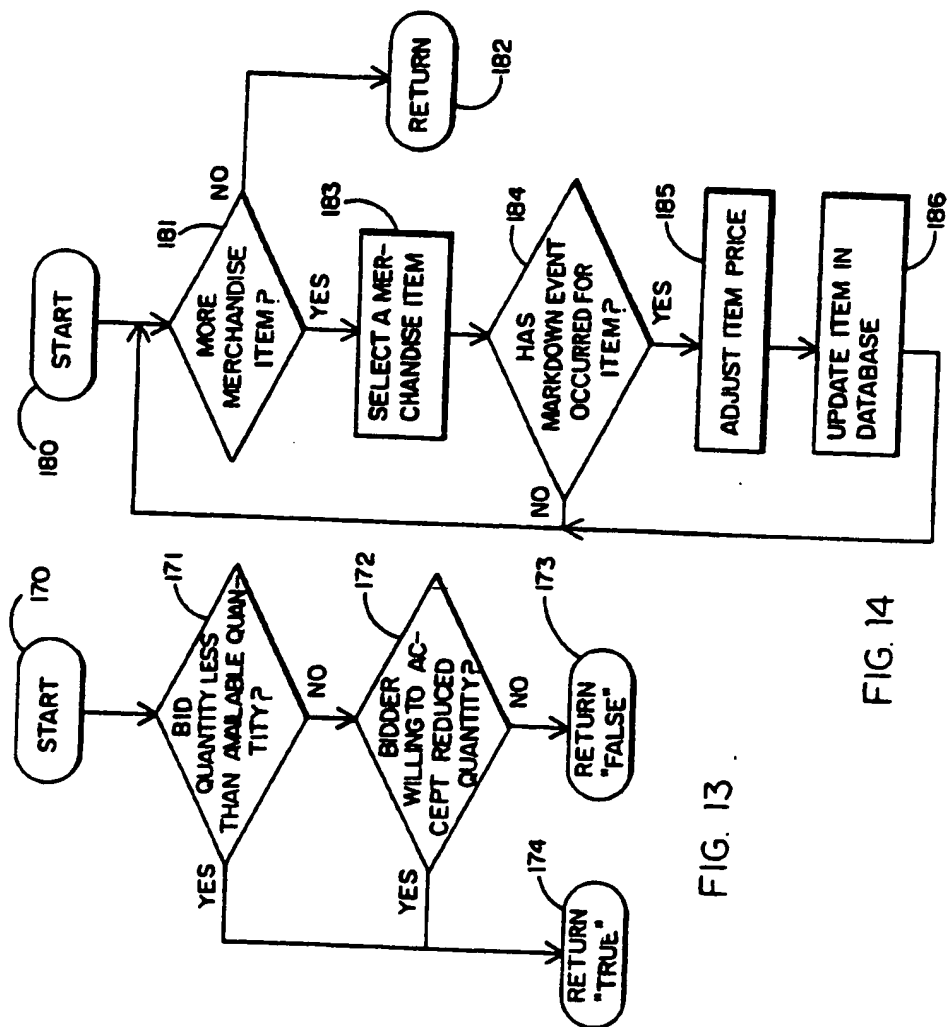 170
START
171
BID
QUANTITY LESS
THAN AVAILABLE QUAN-
TITY?
YES
NO
172
BIDDER
WILLING TO AC-
CEPT REDUCED
QUANTITY?
YES
NO
173
RETURN
"FALSE"
174
RETURN
"TRUE"
FIG. 13
180
START
181
MORE
MERCHANDISE
ITEM?
NO
RETURN
182
YES
183
SELECT A MER-
CHANDISE ITEM
184
HAS
MARKDOWN EVENT
OCCURRED FOR
ITEM?
NO
YES
185
ADJUST ITEM PRICE
186
UPDATE ITEM IN
DATABASE
FIG. 14